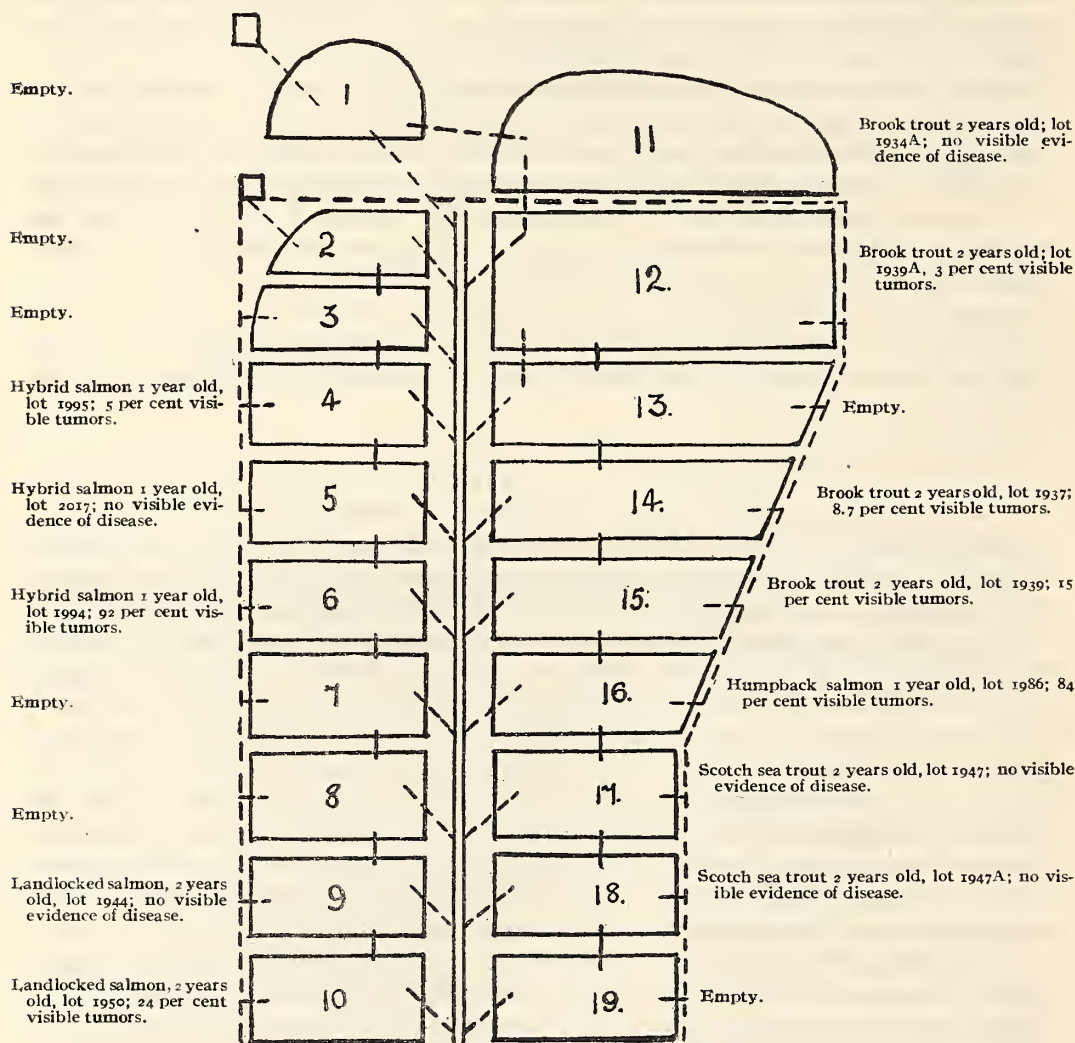 Empty.
1
11
Brook trout 2 years old; lot
1934A; no visible evi-
dence of disease.
Empty.
2
12.
Brook trout 2 years old; lot
1939A, 3 per cent visible
tumors.
Empty.
3
Hybrid salmon 1 year old,
lot 1995; 5 per cent visi-
ble tumors.
4
13.
Empty.
Hybrid salmon 1 year old,
lot 2017; no visible evi-
dence of disease.
5
14.
Brook trout 2 years old, lot 1937;
8.7 per cent visible tumors.
Hybrid salmon 1 year old,
lot 1994; 92 per cent vis-
ible tumors.
6
15.
Brook trout 2 years old, lot 1939; 15
per cent visible tumors.
Empty.
7
16.
Humpback salmon 1 year old, lot 1986; 84
per cent visible tumors.
Empty.
8
17.
Scotch sea trout 2 years old, lot 1947; no visible
evidence of disease.
Landlocked salmon, 2 years
old, lot 1944; no visible
evidence of disease.
9
18.
Scotch sea trout 2 years old, lot 1947A; no vis-
ible evidence of disease.
Landlocked salmon, 2 years
old, lot 1950; 24 per cent
visible tumors.
10
19.
Empty.